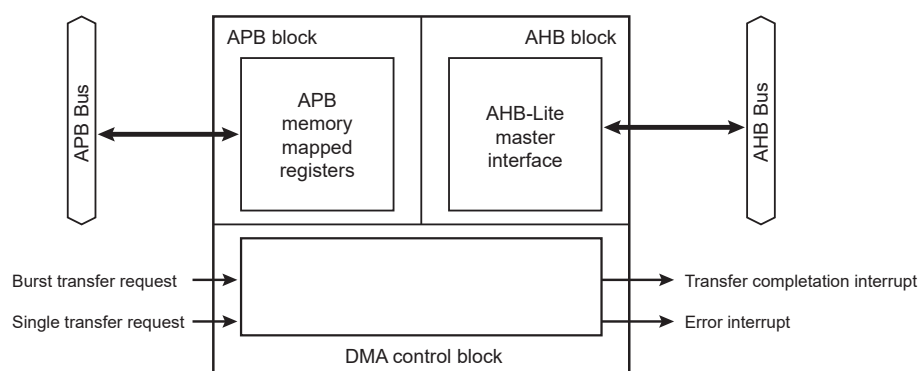 APB block
AHB block
APB Bus
APB
memory
mapped
registers
AHB-Lite
master
interface
AHB Bus
Burst transfer request
Transfer completation interrupt
Single transfer request
Error interrupt
DMA control block